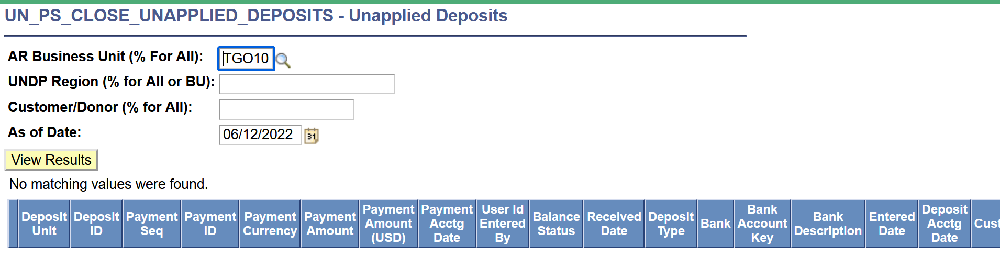 UN_PS_CLOSE_UNAPPLIED_DEPOSITS - Unapplied Deposits
AR Business Unit (% For All): TGO10
UNDP Region (% for All or BU):
Customer/Donor (% for All):
As of Date: 06/12/2022 31
View Results
No matching values were found.
Deposit Unit Deposit ID Payment Seq Payment ID Payment Currency Payment Amount Payment Amount (USD) Payment Acctg Date User Id Entered By Balance Status Received Date Deposit Type Bank Bank Account Key Bank Description Entered Date Deposit Acctg Date Cust